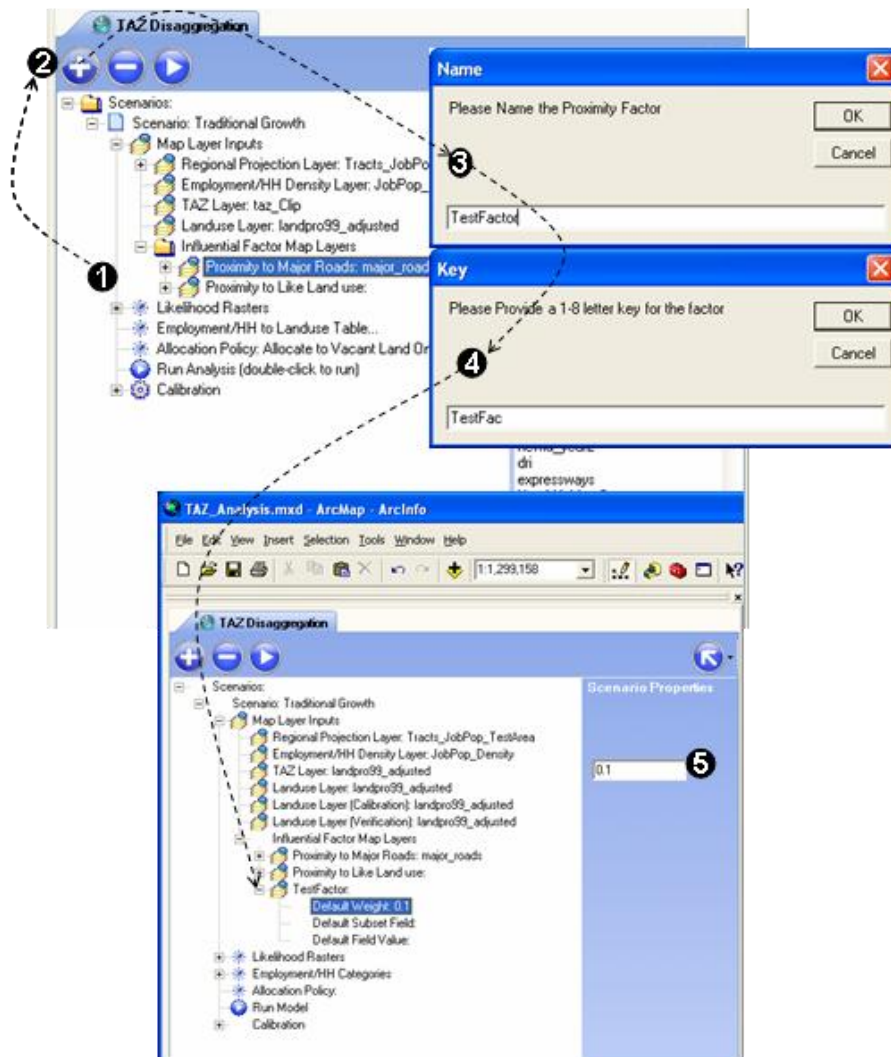 TAZ Disaggregation
2
Scenarios:
Scenario: Traditional Growth
Map Layer Inputs
Regional Projection Layer: Tracts_JobPo
Employment/HH Density Layer: JobPop_
TAZ Layer: taz_Clip
Landuse Layer: landpro99_adjusted
Influential Factor Map Layers
1
Proximity to Major Roads: major_road
Proximity to Like Land use:
Likelihood Rasters
Employment/HH to Landuse Table...
Allocation Policy: Allocate to Vacant Land On
Run Analysis (double-click to run)
Calibration
Name
Please Name the Proximity Factor
OK
Cancel
3
TestFactor
Key
Please Provide a 1-8 letter key for the factor
OK
Cancel
4
TestFac
dri
expressways
TAZ_Analysis.mxd - ArcMap - ArcInfo
File Edit View Insert Selection Tools Window Help
1:1,299,158
TAZ Disaggregation
Scenarios:
Scenario: Traditional Growth
Map Layer Inputs
Regional Projection Layer: Tracts_JobPop_TestArea
Employment/HH Density Layer: JobPop_Density
TAZ Layer: landpro99_adjusted
Landuse Layer: landpro99_adjusted
Landuse Layer (Calibration): landpro99_adjusted
Landuse Layer (Verification): landpro99_adjusted
Influential Factor Map Layers
Proximity to Major Roads: major_roads
Proximity to Like Land use:
TestFactor:
Default Weight: 0.1
Default Subset Field:
Default Field Value:
Likelihood Rasters
Employment/HH Categories
Allocation Policy:
Run Model
Calibration
Scenario Properties
0.1
5